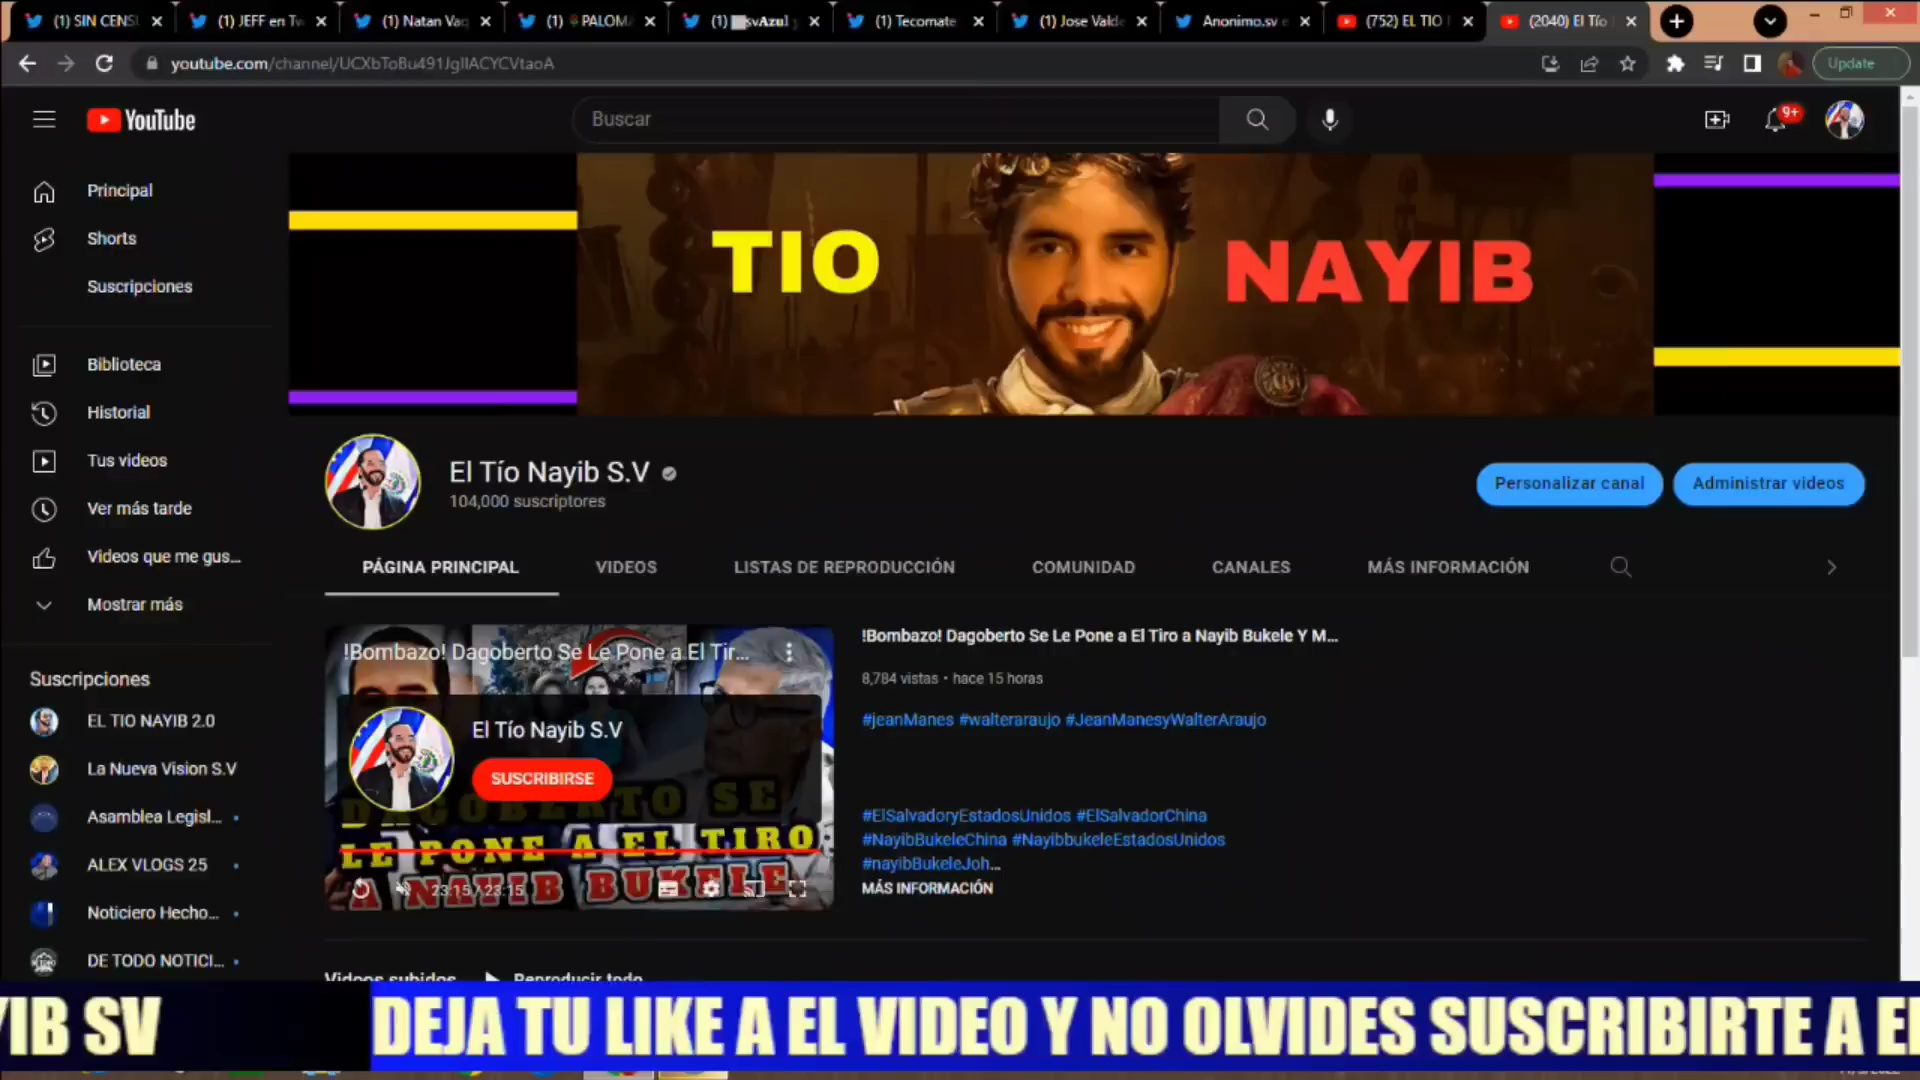 (1) SIN CENS
(1) JEFF en Tw
(1) Natan Vaq
(1) PALOMA
(1) svAzul
(1) Tecomate
(1) Jose Valde
Anonimo.sv e
(752) EL TIO
(2040) El Tío
youtube.com/channel/UCXbToBu491JgIIACYCVtaoA
Update
YouTube
Buscar
9+
Principal
Shorts
Suscripciones
Biblioteca
Historial
Tus videos
Ver más tarde
Videos que me gus...
Mostrar más
Suscripciones
EL TIO NAYIB 2.0
La Nueva Vision S.V
Asamblea Legisl...
ALEX VLOGS 25
Noticiero Hecho...
DE TODO NOTICI...
TIO NAYIB
El Tío Nayib S.V
104,000 suscriptores
Personalizar canal
Administrar videos
PÁGINA PRINCIPAL
VIDEOS
LISTAS DE REPRODUCCIÓN
COMUNIDAD
CANALES
MÁS INFORMACIÓN
!Bombazo! Dagoberto Se Le Pone a El Tir...
El Tío Nayib S.V
SUSCRIBIRSE
DAGOBERTO SE
LE PONE A EL TIRO
A NAYIB BUKELE
23:15 / 23:15
!Bombazo! Dagoberto Se Le Pone a El Tiro a Nayib Bukele Y M...
8,784 vistas • hace 15 horas
#jeanManes #walteraraujo #JeanManesyWalterAraujo
#ElSalvadoryEstadosUnidos #ElSalvadorChina
#NayibBukeleChina #NayibbukeleEstadosUnidos
#nayibBukeleJoh...
MÁS INFORMACIÓN
Videos subidos
Reproducir todo
YIB SV
DEJA TU LIKE A EL VIDEO Y NO OLVIDES SUSCRIBIRTE A El